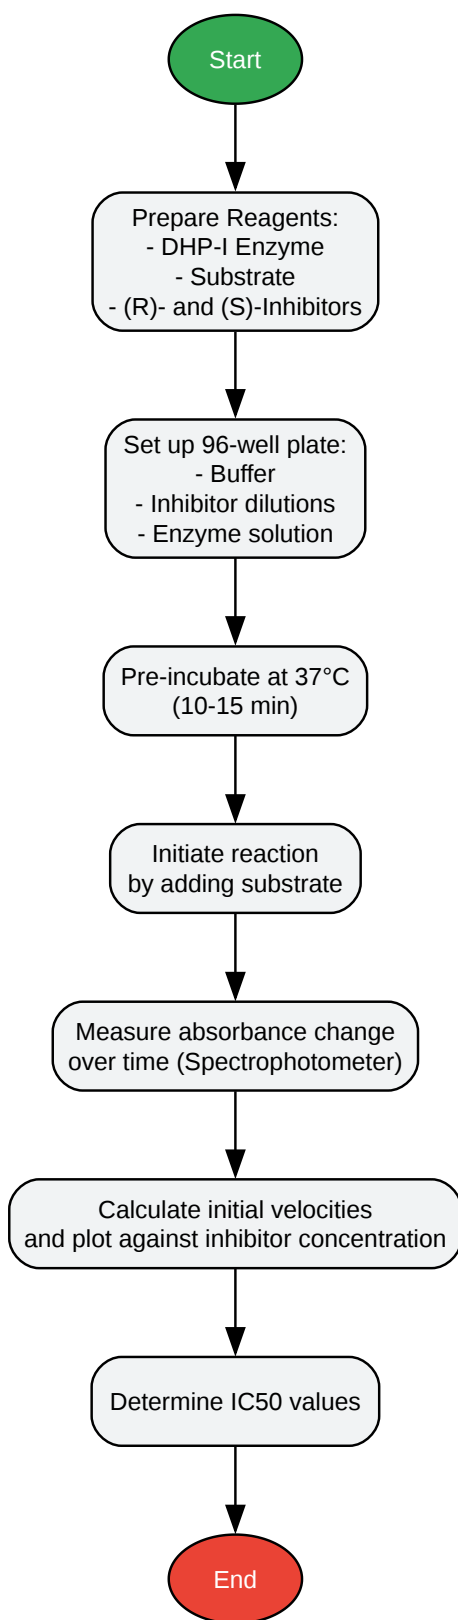 Start
Prepare Reagents:
- DHP-I Enzyme
- Substrate
- (R)- and (S)-Inhibitors
Set up 96-well plate:
- Buffer
- Inhibitor dilutions
- Enzyme solution
Pre-incubate at 37°C
(10-15 min)
Initiate reaction
by adding substrate
Measure absorbance change
over time (Spectrophotometer)
Calculate initial velocities
and plot against inhibitor concentration
Determine IC50 values
End